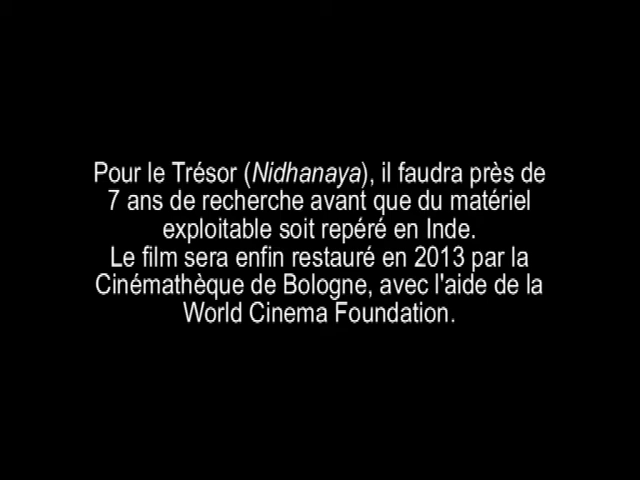 Pour le Trésor (Nidhanaya), il faudra près de
7 ans de recherche avant que du matériel
exploitable soit repéré en Inde.
Le film sera enfin restauré en 2013 par la
Cinémathèque de Bologne, avec l'aide de la
World Cinema Foundation.